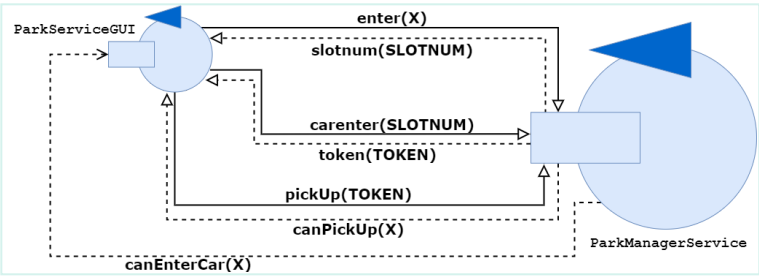 enter(X)
ParkServiceGUI
slotnum(SLOTNUM)
carenter(SLOTNUM)
token(TOKEN)
pickUp(TOKEN)
canPickUp(X)
ParkManagerService
canEnterCar(X)